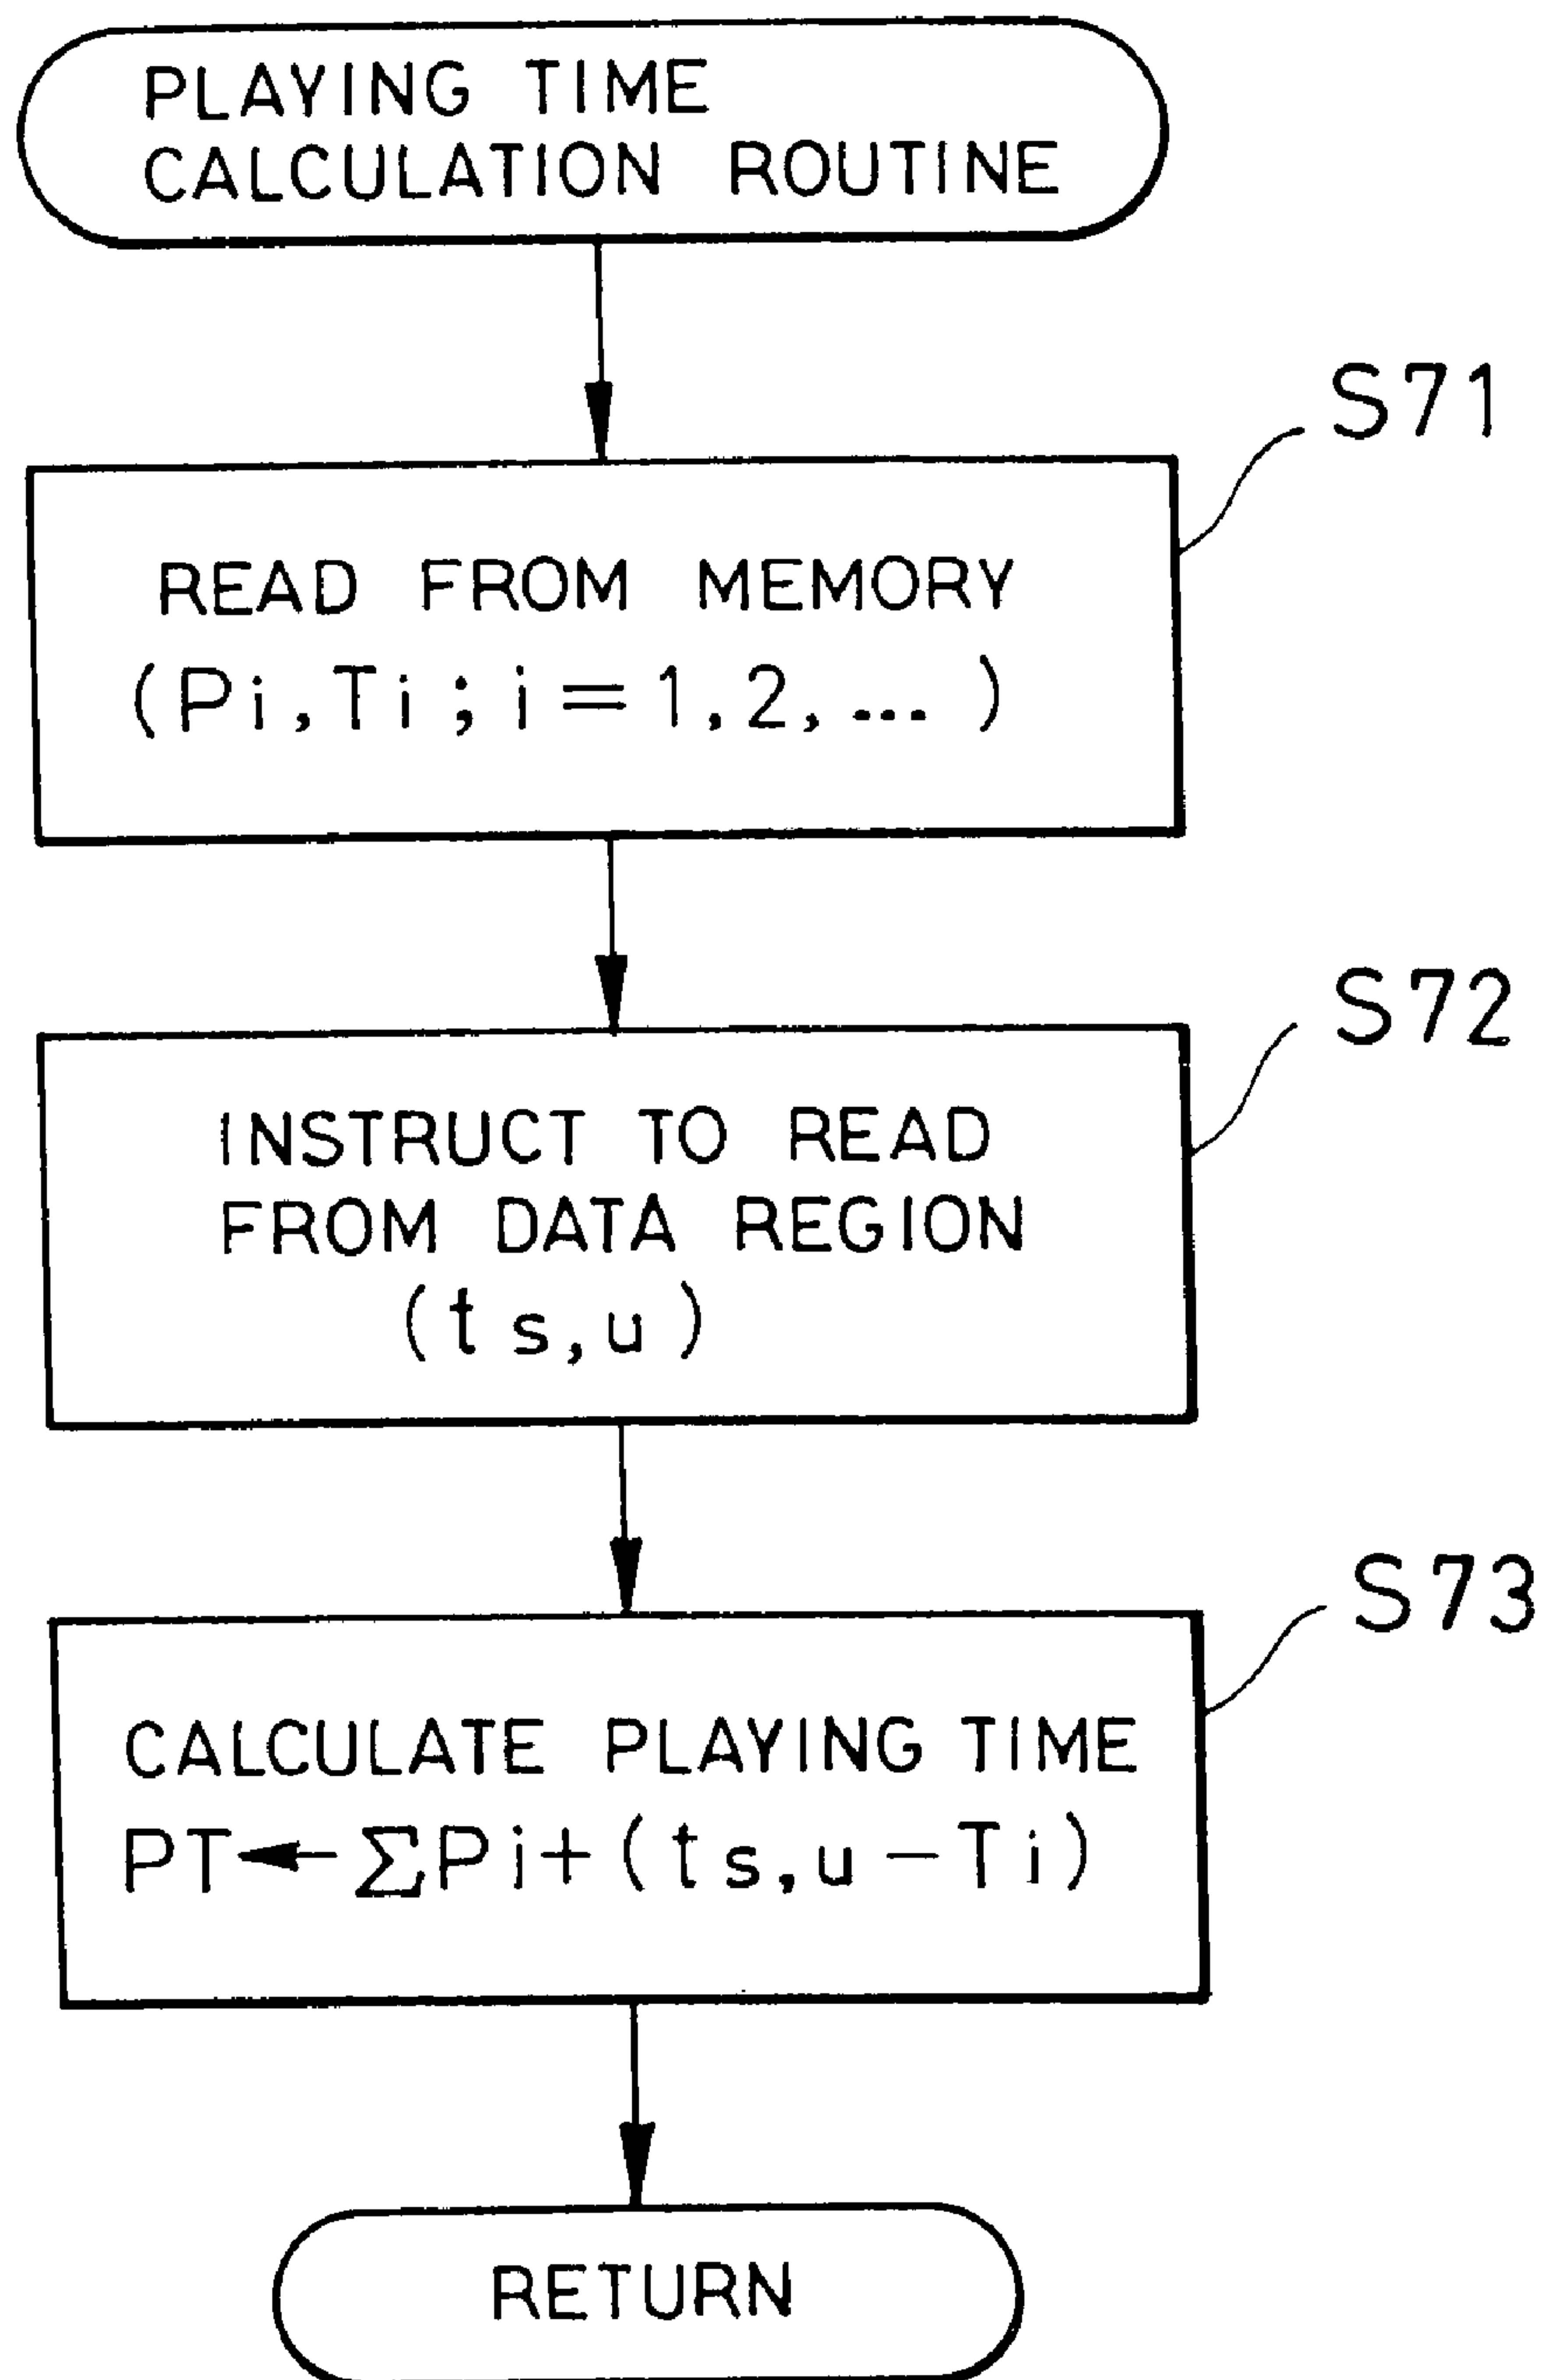 PLAYING TIME
CALCULATION ROUTINE
S71
READ FROM MEMORY
(Pi, Ti ; i = 1, 2, ... )
S72
INSTRUCT TO READ
FROM DATA REGION
(ts,u)
S73
CALCULATE PLAYING TIME
PT ← ΣPi + (ts,u − Ti)
RETURN